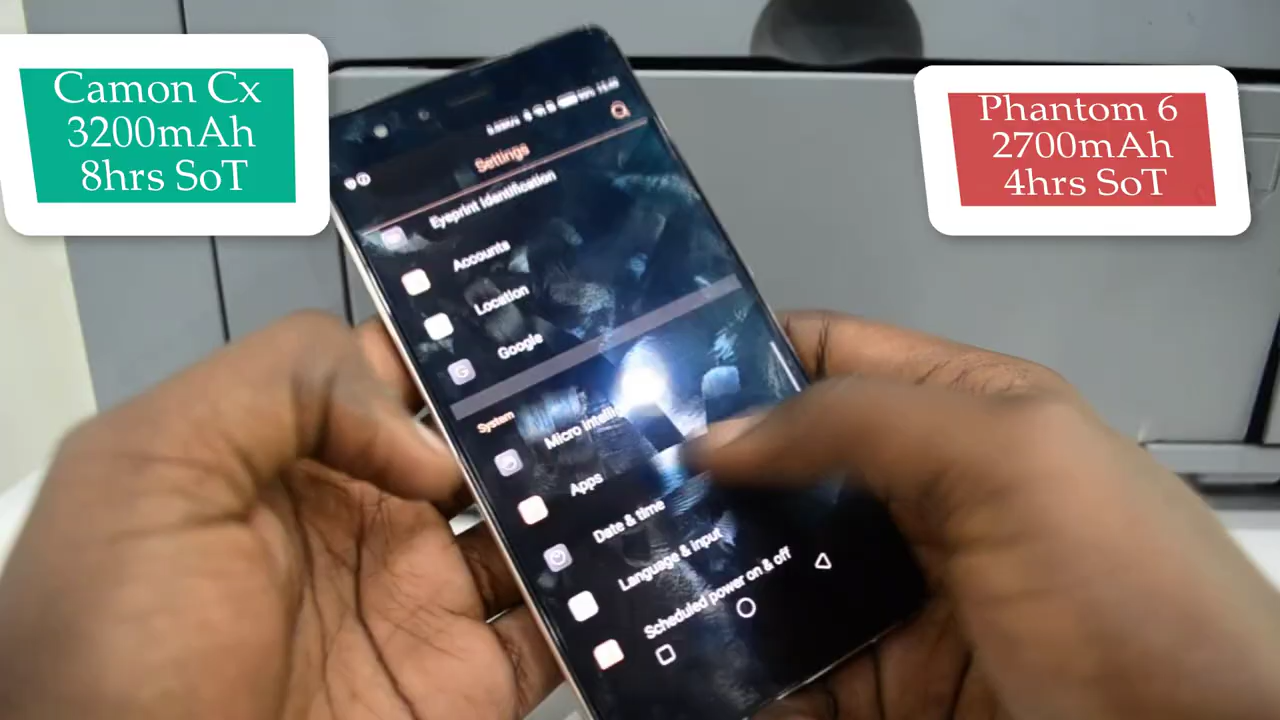 Camon Cx
3200mAh
8hrs SoT
Phantom 6
2700mAh
4hrs SoT
Settings
Eyeprint Identification
Accounts
Location
Google
System
Micro
Apps
Date & time
Language & input
Scheduled power on & off